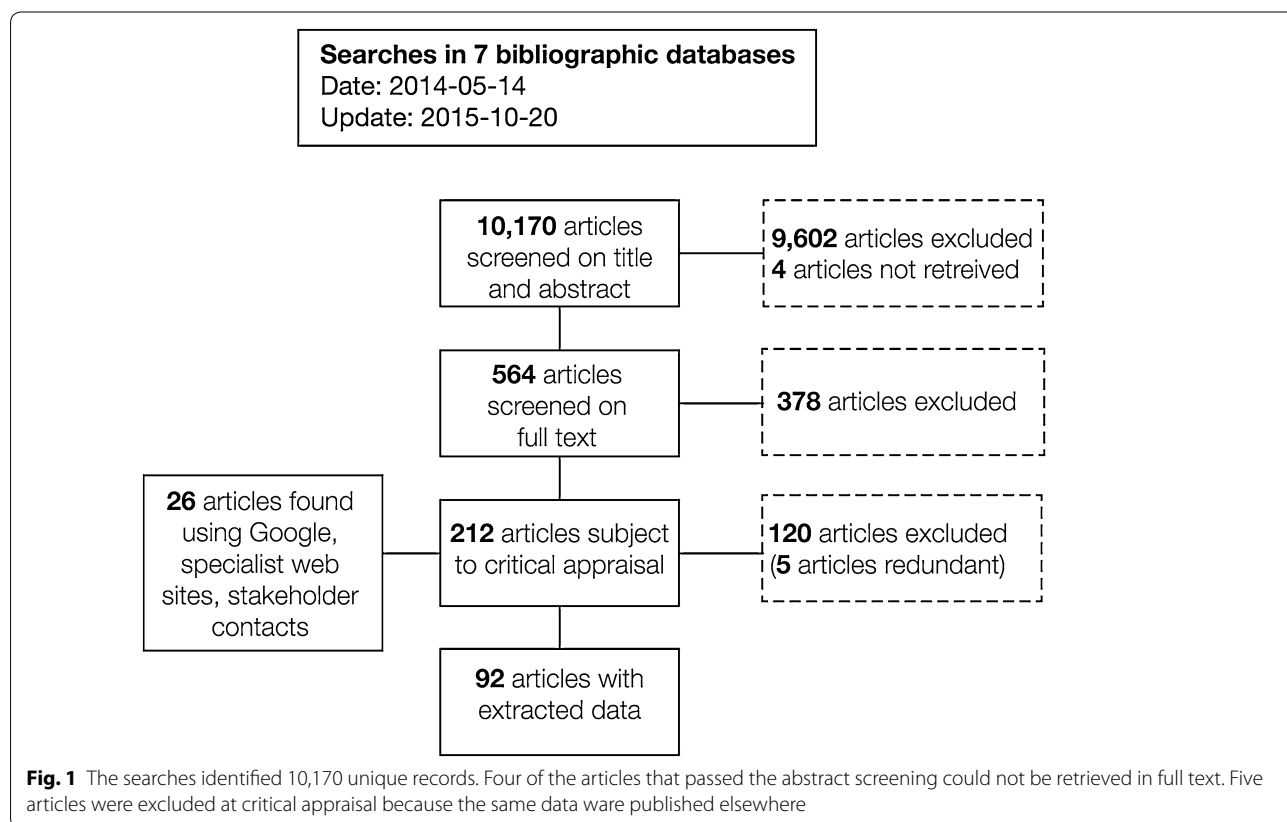 Searches in 7 bibliographic databases
Date: 2014-05-14
Update: 2015-10-20
10,170 articles
screened on title
and abstract
9,602 articles excluded
4 articles not retreived
564 articles
screened on
full text
378 articles excluded
26 articles found
using Google,
specialist web
sites, stakeholder
contacts
212 articles subject
to critical appraisal
120 articles excluded
(5 articles redundant)
92 articles with
extracted data
Fig. 1 The searches identified 10,170 unique records. Four of the articles that passed the abstract screening could not be retrieved in full text. Five
articles were excluded at critical appraisal because the same data ware published elsewhere